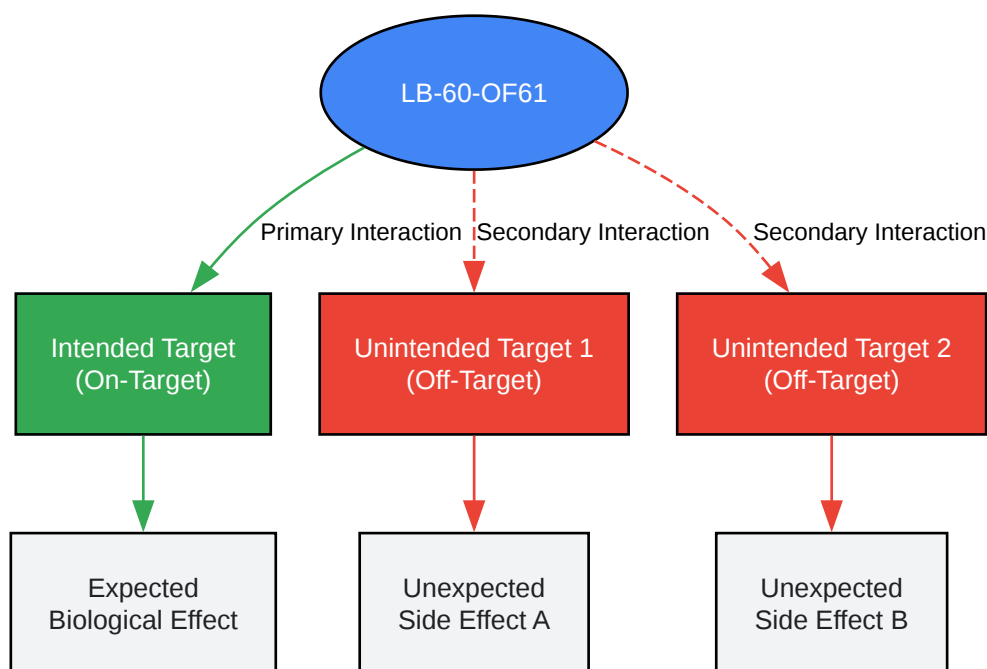 LB-60-OF61
Primary Interaction
Secondary Interaction
Secondary Interaction
Intended Target
(On-Target)
Unintended Target 1
(Off-Target)
Unintended Target 2
(Off-Target)
Expected
Biological Effect
Unexpected
Side Effect A
Unexpected
Side Effect B